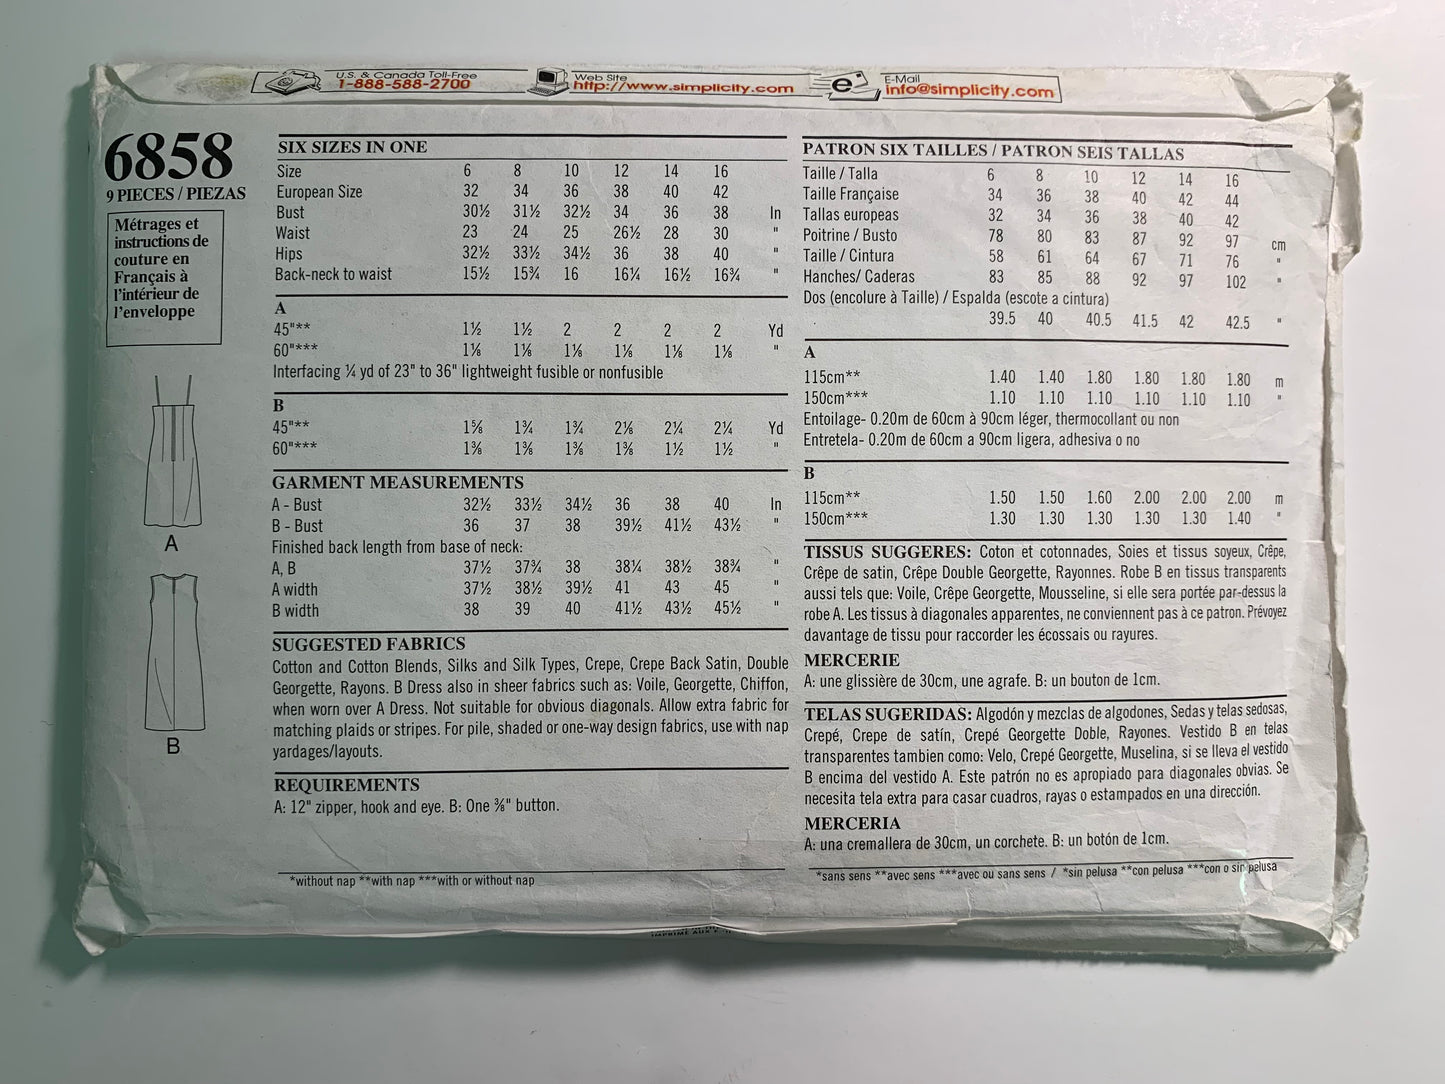 U.S. & Canada Toll-Free
1-888-588-2700
Web Site
http://www.simplicity.com
E-Mail
info@simplicity.com
6858
9 PIECES / PIEZAS
Métrages et
instructions de
couture en
Français à
l'intérieur de
l'enveloppe
A
B
SIX SIZES IN ONE
Size 6 8 10 12 14 16
European Size 32 34 36 38 40 42
Bust 30½ 31½ 32½ 34 36 38 In
Waist 23 24 25 26½ 28 30 "
Hips 32½ 33½ 34½ 36 38 40 "
Back-neck to waist 15½ 15¾ 16 16¼ 16½ 16¾ "
A
45"** 1½ 1½ 2 2 2 2 Yd
60"*** 1⅛ 1⅛ 1⅛ 1⅛ 1⅛ 1⅛ "
Interfacing ¼ yd of 23" to 36" lightweight fusible or nonfusible
B
45"** 1⅝ 1¾ 1¾ 2⅛ 2¼ 2¼ Yd
60"*** 1⅜ 1⅜ 1⅜ 1⅜ 1½ 1½ "
GARMENT MEASUREMENTS
A - Bust 32½ 33½ 34½ 36 38 40 In
B - Bust 36 37 38 39½ 41½ 43½ "
Finished back length from base of neck:
A, B 37½ 37¾ 38 38¼ 38½ 38¾ "
A width 37½ 38½ 39½ 41 43 45 "
B width 38 39 40 41½ 43½ 45½ "
SUGGESTED FABRICS
Cotton and Cotton Blends, Silks and Silk Types, Crepe, Crepe Back Satin, Double
Georgette, Rayons. B Dress also in sheer fabrics such as: Voile, Georgette, Chiffon,
when worn over A Dress. Not suitable for obvious diagonals. Allow extra fabric for
matching plaids or stripes. For pile, shaded or one-way design fabrics, use with nap
yardages/layouts.
REQUIREMENTS
A: 12" zipper, hook and eye. B: One ⅜" button.
*without nap **with nap ***with or without nap
PATRON SIX TAILLES / PATRON SEIS TALLAS
Taille / Talla 6 8 10 12 14 16
Taille Française 34 36 38 40 42 44
Tallas europeas 32 34 36 38 40 42
Poitrine / Busto 78 80 83 87 92 97 cm
Taille / Cintura 58 61 64 67 71 76 "
Hanches/ Caderas 83 85 88 92 97 102 "
Dos (encolure à Taille) / Espalda (escote a cintura)
39.5 40 40.5 41.5 42 42.5 "
A
115cm** 1.40 1.40 1.80 1.80 1.80 1.80 m
150cm*** 1.10 1.10 1.10 1.10 1.10 1.10 "
Entoilage- 0.20m de 60cm à 90cm léger, thermocollant ou non
Entretela- 0.20m de 60cm a 90cm ligera, adhesiva o no
B
115cm** 1.50 1.50 1.60 2.00 2.00 2.00 m
150cm*** 1.30 1.30 1.30 1.30 1.30 1.40 "
TISSUS SUGGERES: Coton et cotonnades, Soies et tissus soyeux, Crêpe,
Crêpe de satin, Crêpe Double Georgette, Rayonnes. Robe B en tissus transparents
aussi tels que: Voile, Crêpe Georgette, Mousseline, si elle sera portée par-dessus la
robe A. Les tissus à diagonales apparentes, ne conviennent pas à ce patron. Prévoyez
davantage de tissu pour raccorder les écossais ou rayures.
MERCERIE
A: une glissière de 30cm, une agrafe. B: un bouton de 1cm.
TELAS SUGERIDAS: Algodón y mezclas de algodones, Sedas y telas sedosas,
Crepé, Crepe de satín, Crepé Georgette Doble, Rayones. Vestido B en telas
transparentes tambien como: Velo, Crepé Georgette, Muselina, si se lleva el vestido
B encima del vestido A. Este patrón no es apropiado para diagonales obvias. Se
necesita tela extra para casar cuadros, rayas o estampados en una dirección.
MERCERIA
A: una cremallera de 30cm, un corchete. B: un botón de 1cm.
*sans sens **avec sens ***avec ou sans sens / *sin pelusa **con pelusa ***con o sin pelusa
IMPRIMÉ AUX